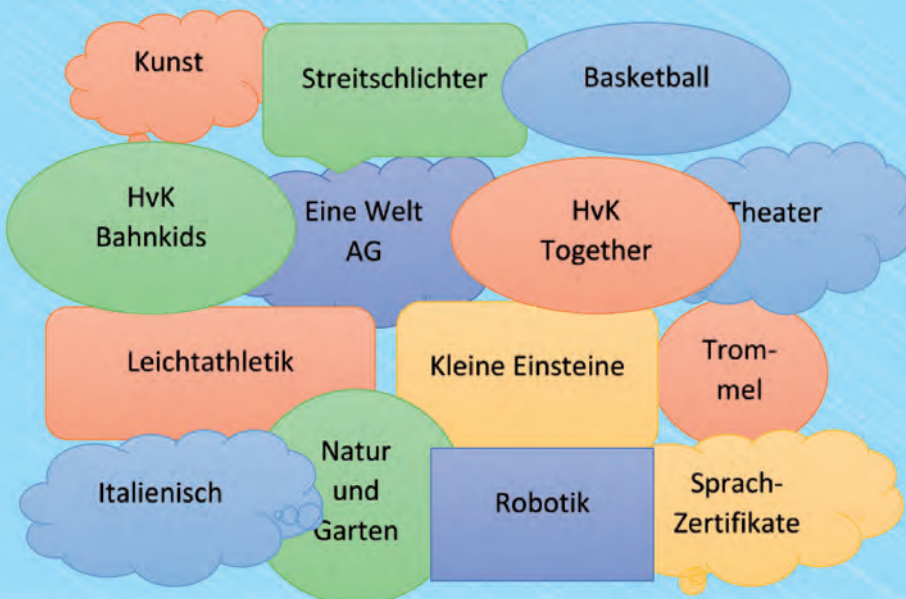 Kunst
Streitschlichter
Basketball
HvK
Bahnkids
Eine Welt
AG
HvK
Together
Theater
Leichtathletik
Kleine Einsteine
Trom-
mel
Italienisch
Natur
und
Garten
Robotik
Sprach-
Zertifikate